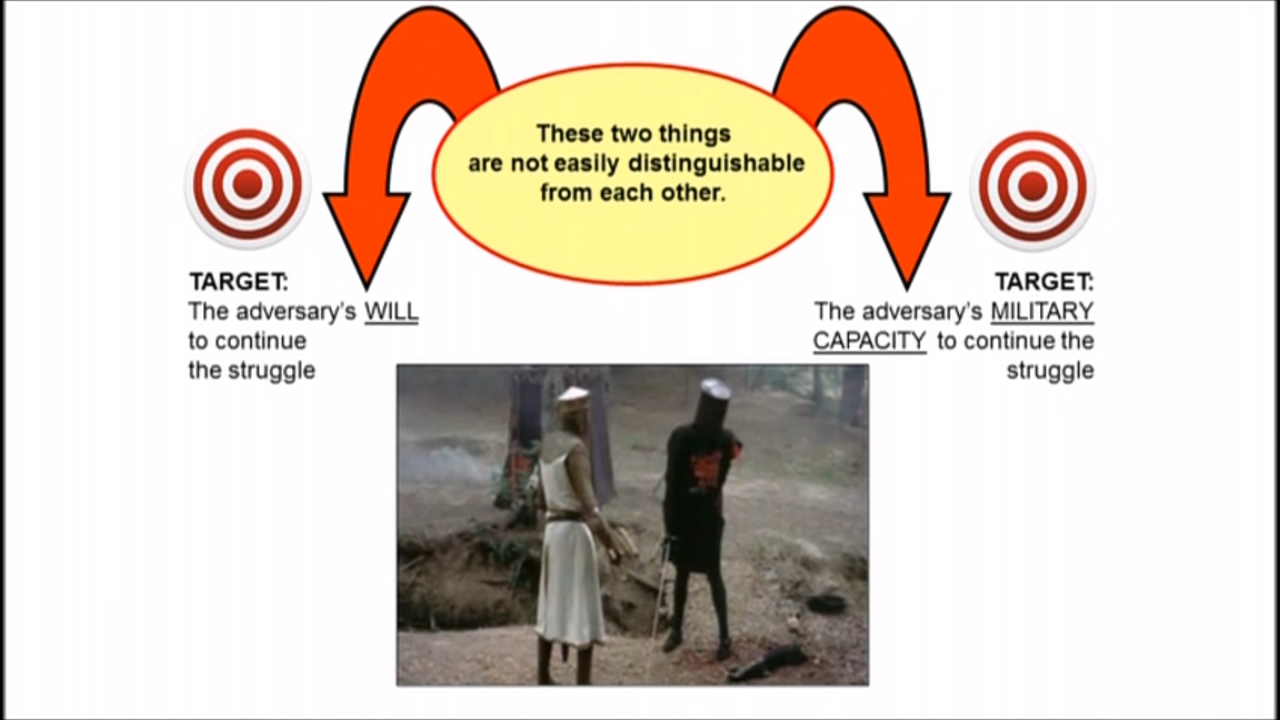 These two things
are not easily distinguishable
from each other.
TARGET:
The adversary's WILL
to continue
the struggle
TARGET:
The adversary's MILITARY
CAPACITY to continue the
struggle